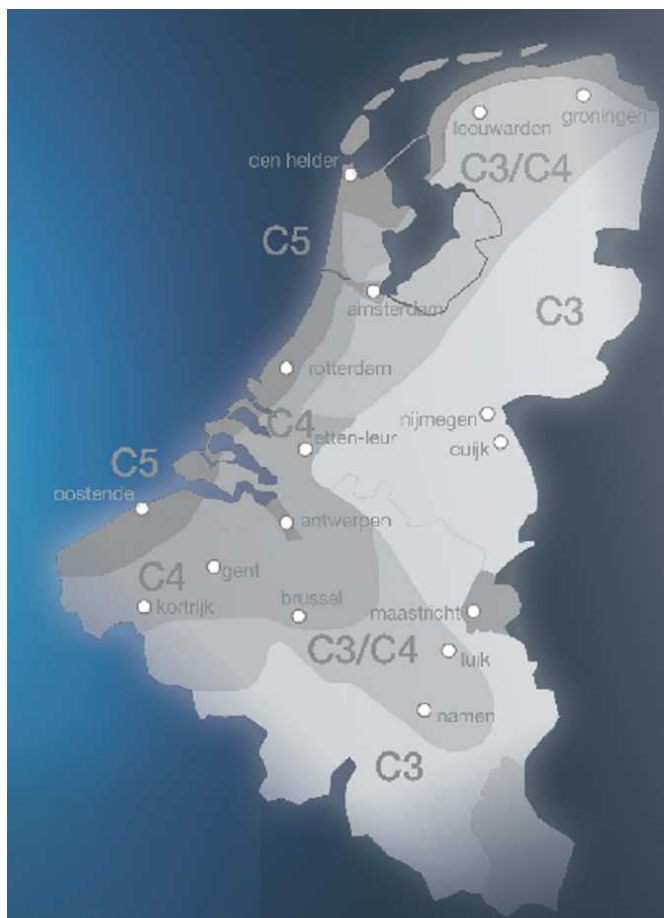 groningen
leeuwarden
den helder
C3/C4
C5
C3
amsterdam
rotterdam
nijmegen
C4
etten-leur
cuijk
C5
oostende
antwerpen
gent
C4
brussel
kortrijk
maastricht
C3/C4
luik
namen
C3